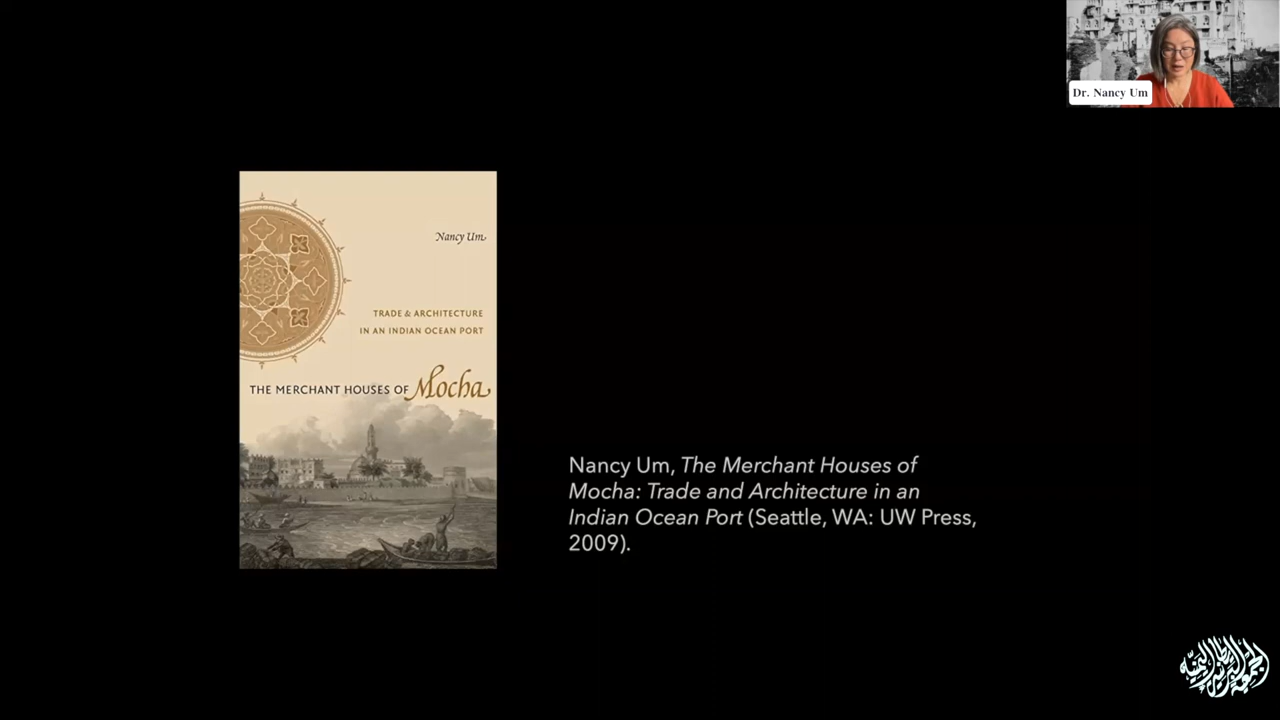 Dr. Nancy Um
Nancy Um
TRADE & ARCHITECTURE
IN AN INDIAN OCEAN PORT
THE MERCHANT HOUSES OF Mocha
Nancy Um, The Merchant Houses of
Mocha: Trade and Architecture in an
Indian Ocean Port (Seattle, WA: UW Press,
2009).